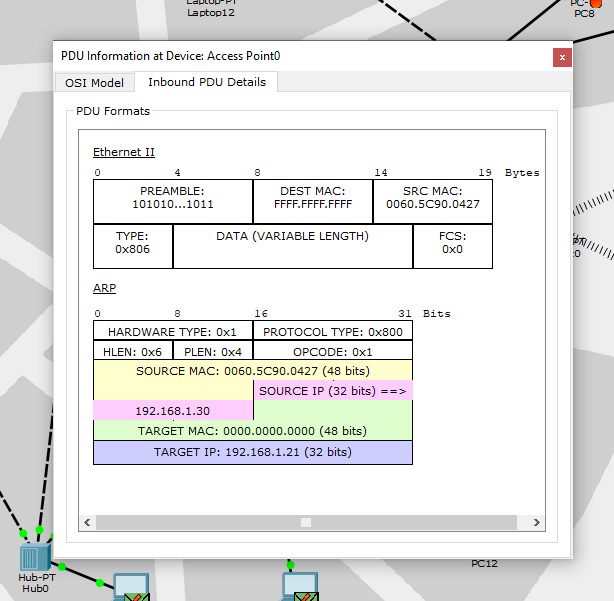 Laptop-PT
Laptop12
PC-
PC8
PDU Information at Device: Access Point0
x
OSI Model
Inbound PDU Details
PDU Formats
Ethernet II
0 4 8 14 19 Bytes
PREAMBLE: DEST MAC: SRC MAC:
101010...1011 FFFF.FFFF.FFFF 0060.5C90.0427
TYPE: DATA (VARIABLE LENGTH) FCS:
0x806 0x0
ARP
0 8 16 31 Bits
HARDWARE TYPE: 0x1 PROTOCOL TYPE: 0x800
HLEN: 0x6 PLEN: 0x4 OPCODE: 0x1
SOURCE MAC: 0060.5C90.0427 (48 bits)
SOURCE IP (32 bits) ==>
192.168.1.30
TARGET MAC: 0000.0000.0000 (48 bits)
TARGET IP: 192.168.1.21 (32 bits)
Hub-PT
Hub0
PC12